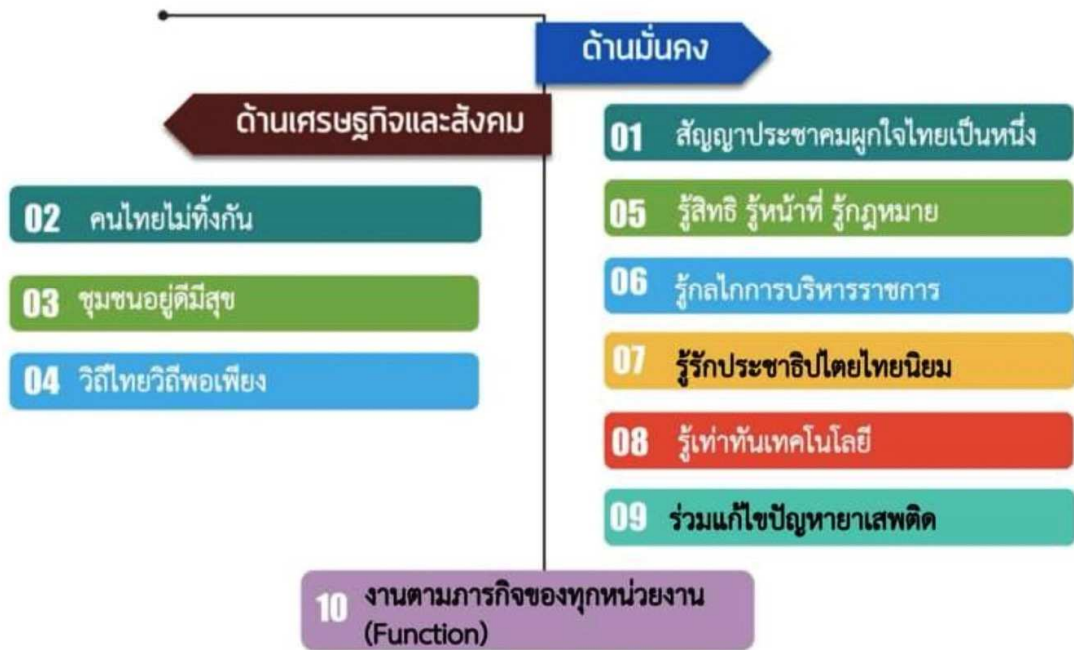 ด้านมั่นคง
ด้านเศรษฐกิจและสังคม
01 สัญญาประชาคมผูกใจไทยเป็นหนึ่ง
02 คนไทยไม่ทิ้งกัน
05 รู้สิทธิ รู้หน้าที่ รู้กฎหมาย
03 ชุมชนอยู่ดีมีสุข
06 รู้กลไกการบริหารราชการ
04 วิถีไทยวิถีพอเพียง
07 รู้รักประชาธิปไตยไทยนิยม
08 รู้เท่าทันเทคโนโลยี
09 ร่วมแก้ไขปัญหายาเสพติด
10 งานตามภารกิจของทุกหน่วยงาน
(Function)